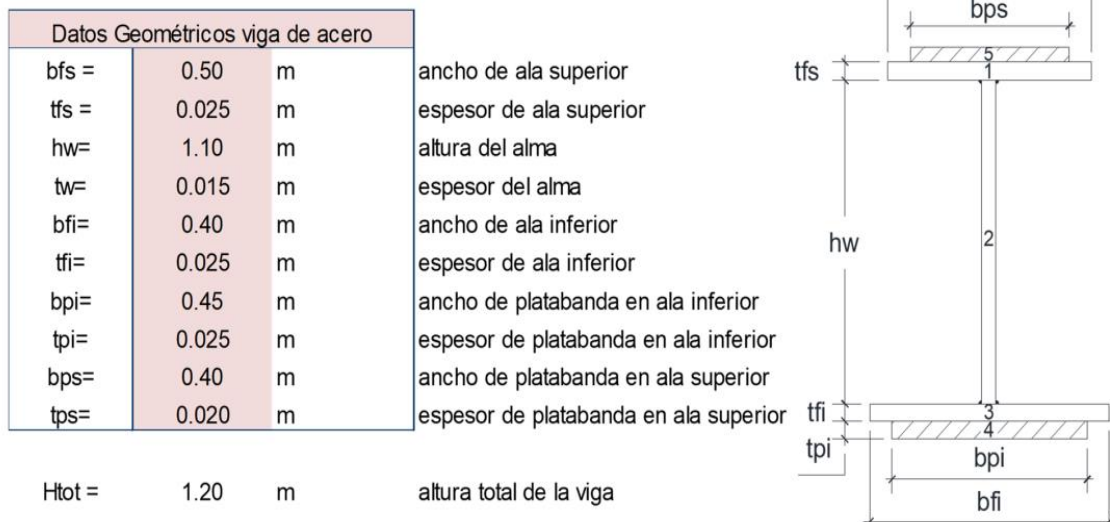 Datos Geométricos viga de acero
bfs = 0.50 m ancho de ala superior
tfs = 0.025 m espesor de ala superior
hw= 1.10 m altura del alma
tw= 0.015 m espesor del alma
bfi= 0.40 m ancho de ala inferior
tfi= 0.025 m espesor de ala inferior
bpi= 0.45 m ancho de platabanda en ala inferior
tpi= 0.025 m espesor de platabanda en ala inferior
bps= 0.40 m ancho de platabanda en ala superior
tps= 0.020 m espesor de platabanda en ala superior
Htot = 1.20 m altura total de la viga
bps
5
tfs
1
hw
2
tfi
3
4
tpi
bpi
bfi